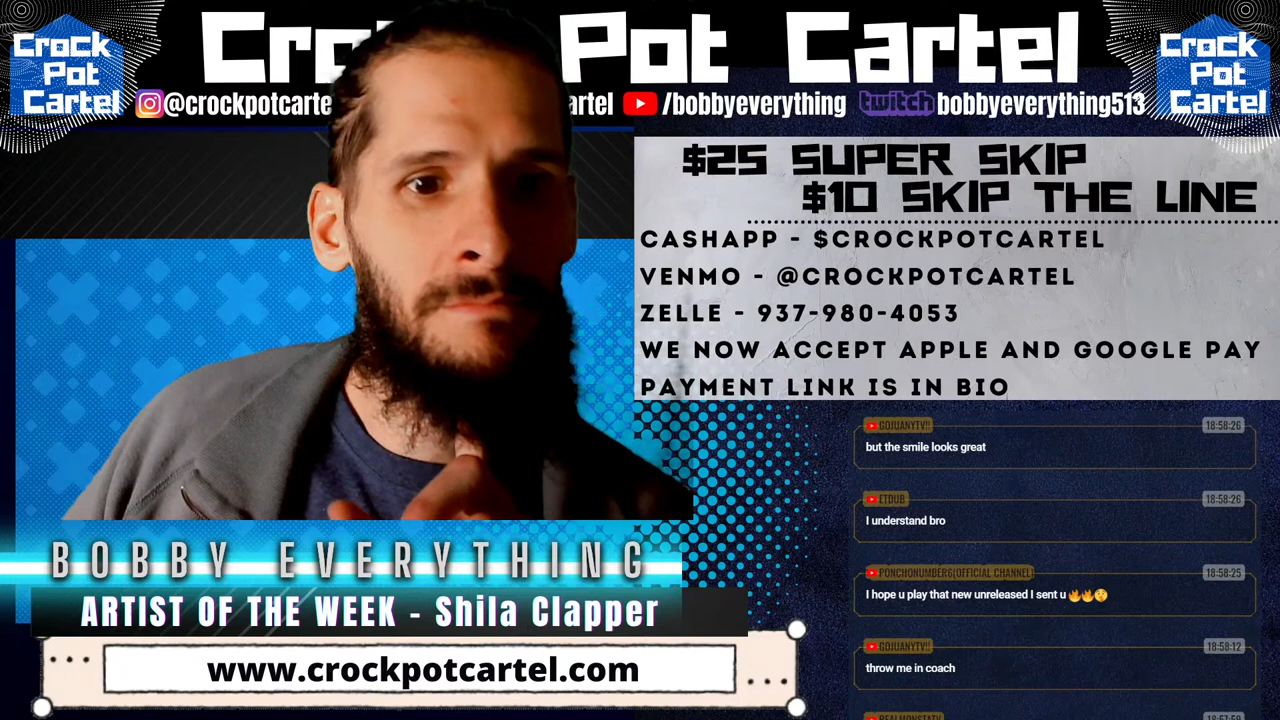 Crock Pot Cartel
Crock
Pot
Cartel
Crock
Pot
Cartel
@crockpotcarte
artel
/bobbyeverything
twitch
bobbyeverything513
$25 SUPER SKIP
$10 SKIP THE LINE
CASHAPP - $CROCKPOTCARTEL
VENMO - @CROCKPOTCARTEL
ZELLE - 937-980-4053
WE NOW ACCEPT APPLE AND GOOGLE PAY
PAYMENT LINK IS IN BIO
GOJUANYTV!! 18:58:26
but the smile looks great
ETDUB 18:58:26
I understand bro
PONCHONUMBER6(OFFICIAL CHANNEL) 18:58:25
I hope u play that new unreleased I sent u 🔥🔥😲
GOJUANYTV!! 18:58:12
throw me in coach
BOBBY EVERYTHING
ARTIST OF THE WEEK - Shila Clapper
www.crockpotcartel.com